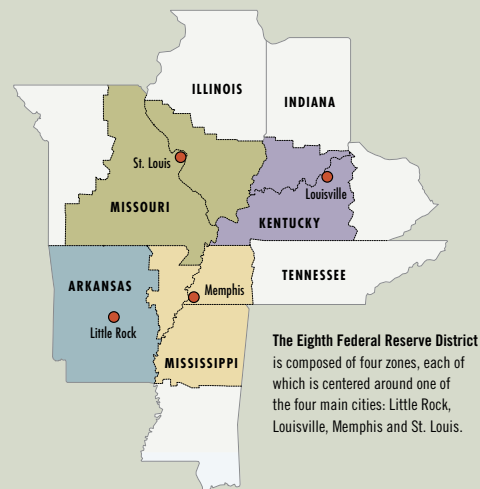 ILLINOIS
INDIANA
St. Louis
Louisville
MISSOURI
KENTUCKY
TENNESSEE
ARKANSAS
Memphis
Little Rock
MISSISSIPPI
The Eighth Federal Reserve District
is composed of four zones, each of
which is centered around one of
the four main cities: Little Rock,
Louisville, Memphis and St. Louis.